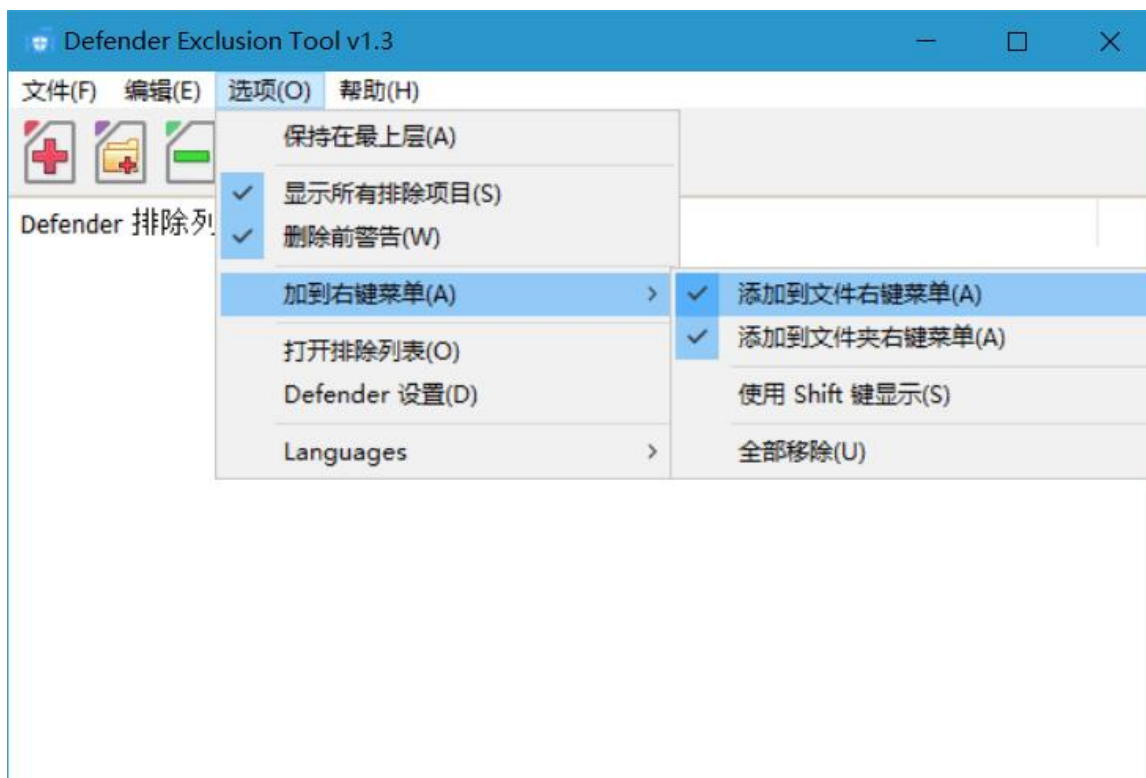 Defender Exclusion Tool v1.3
文件(F) 编辑(E) 选项(O) 帮助(H)
保持在最上层(A)
显示所有排除项目(S)
Defender 排除列
删除前警告(W)
加到右键菜单(A)
添加到文件右键菜单(A)
添加到文件夹右键菜单(A)
打开排除列表(O)
Defender 设置(D)
使用 Shift 键显示(S)
Languages
全部移除(U)